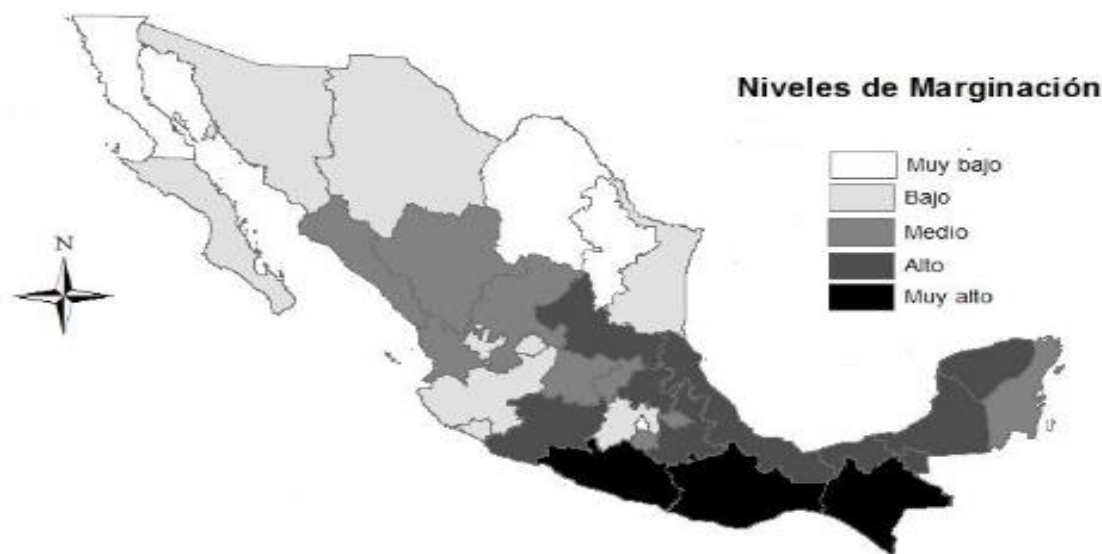 Niveles de Marginación
Muy bajo
Bajo
Medio
Alto
Muy alto
N